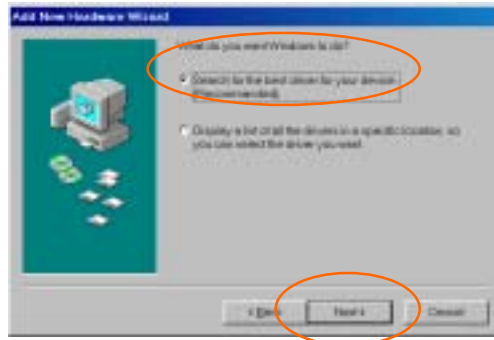 Add New Hardware Wizard
What do you want Windows to do?
Search for the best driver for your device
(Recommended).
Display a list of all the drivers in a specific location, so
you can select the driver you want.
< Back
Next >
Cancel